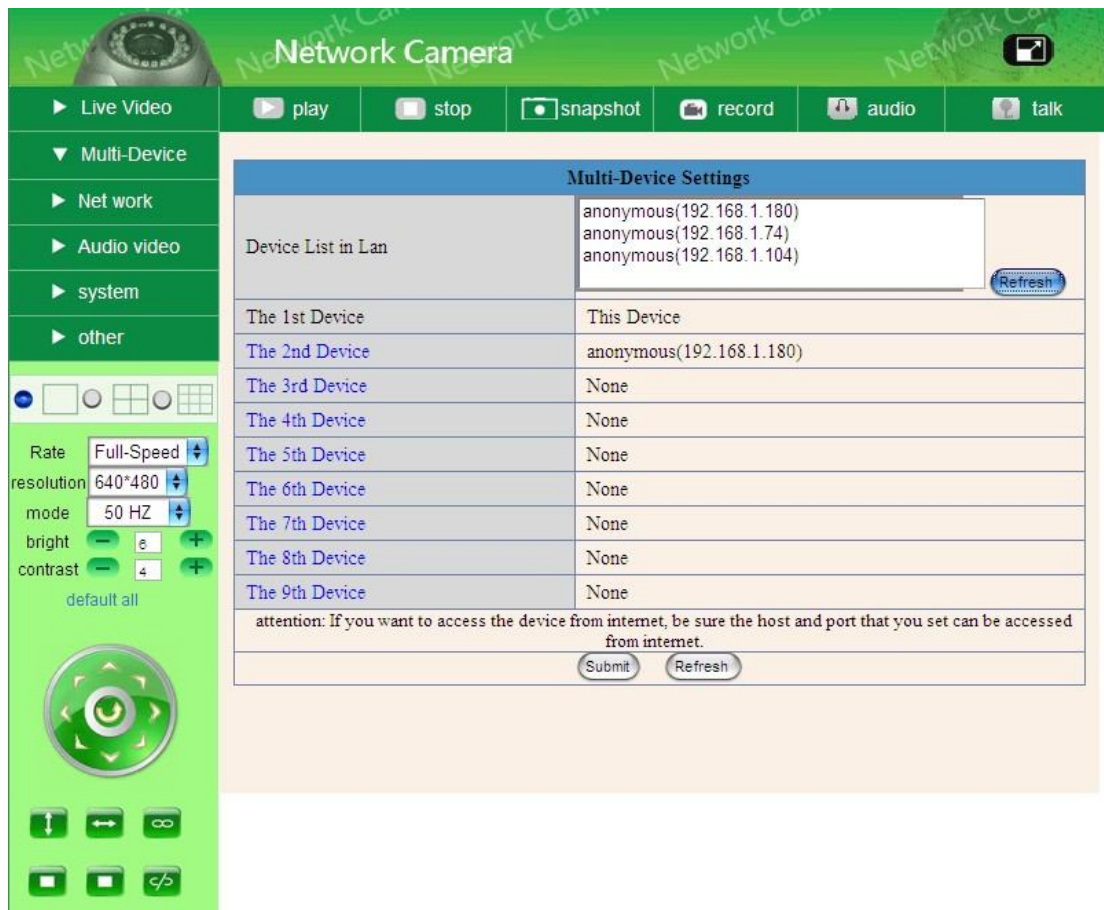 Network Camera
Live Video
play
stop
snapshot
record
audio
talk
Multi-Device
Net work
Audio video
system
other
Rate
Full-Speed
resolution
640*480
mode
50 HZ
bright
6
contrast
4
default all
Multi-Device Settings
Device List in Lan
anonymous(192.168.1.180)
anonymous(192.168.1.74)
anonymous(192.168.1.104)
Refresh
The 1st Device
This Device
The 2nd Device
anonymous(192.168.1.180)
The 3rd Device
None
The 4th Device
None
The 5th Device
None
The 6th Device
None
The 7th Device
None
The 8th Device
None
The 9th Device
None
attention: If you want to access the device from internet, be sure the host and port that you set can be accessed
from internet.
Submit
Refresh